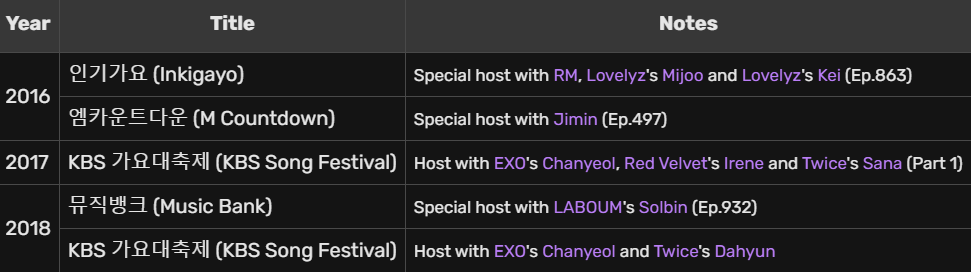 Year Title Notes
2016 인기가요 (Inkigayo) Special host with RM, Lovelyz's Mijoo and Lovelyz's Kei (Ep.863)
엠카운트다운 (M Countdown) Special host with Jimin (Ep.497)
2017 KBS 가요대축제 (KBS Song Festival) Host with EXO's Chanyeol, Red Velvet's Irene and Twice's Sana (Part 1)
2018 뮤직뱅크 (Music Bank) Special host with LABOUM's Solbin (Ep.932)
KBS 가요대축제 (KBS Song Festival) Host with EXO's Chanyeol and Twice's Dahyun